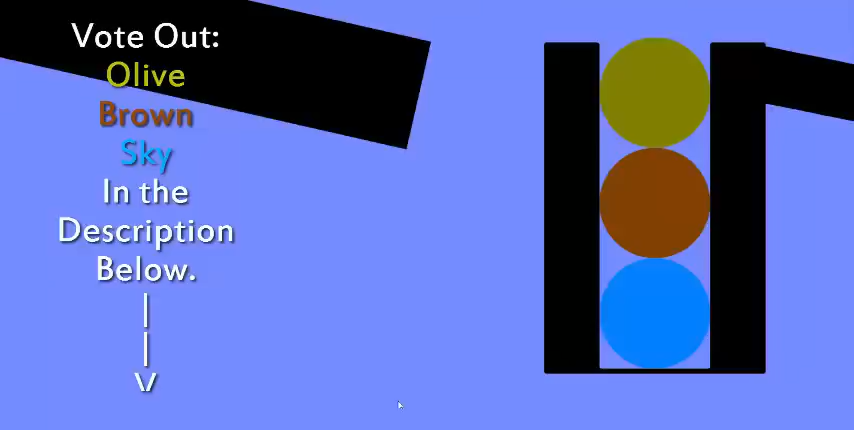 Vote Out:
Olive
Brown
Sky
In the
Description
Below.
|
|
\/